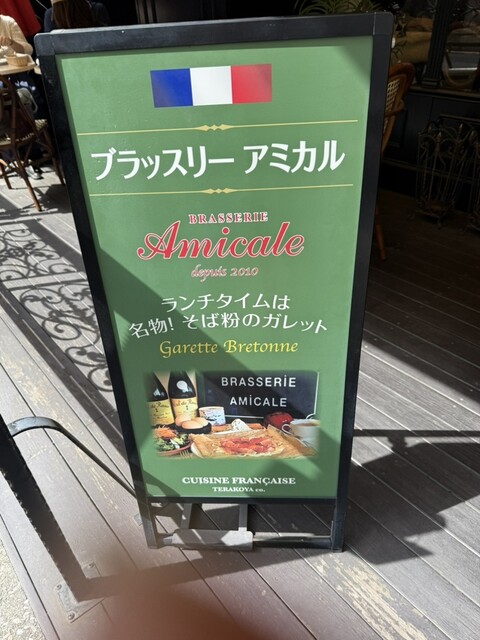 ブラッスリー アミカル
BRASSERIE
Amicale
depuis 2010
ランチタイムは
名物! そば粉のガレット
Garette Bretonne
BRASSERIE
AMICALE
CUISINE FRANÇAISE
TERAKOYA co.